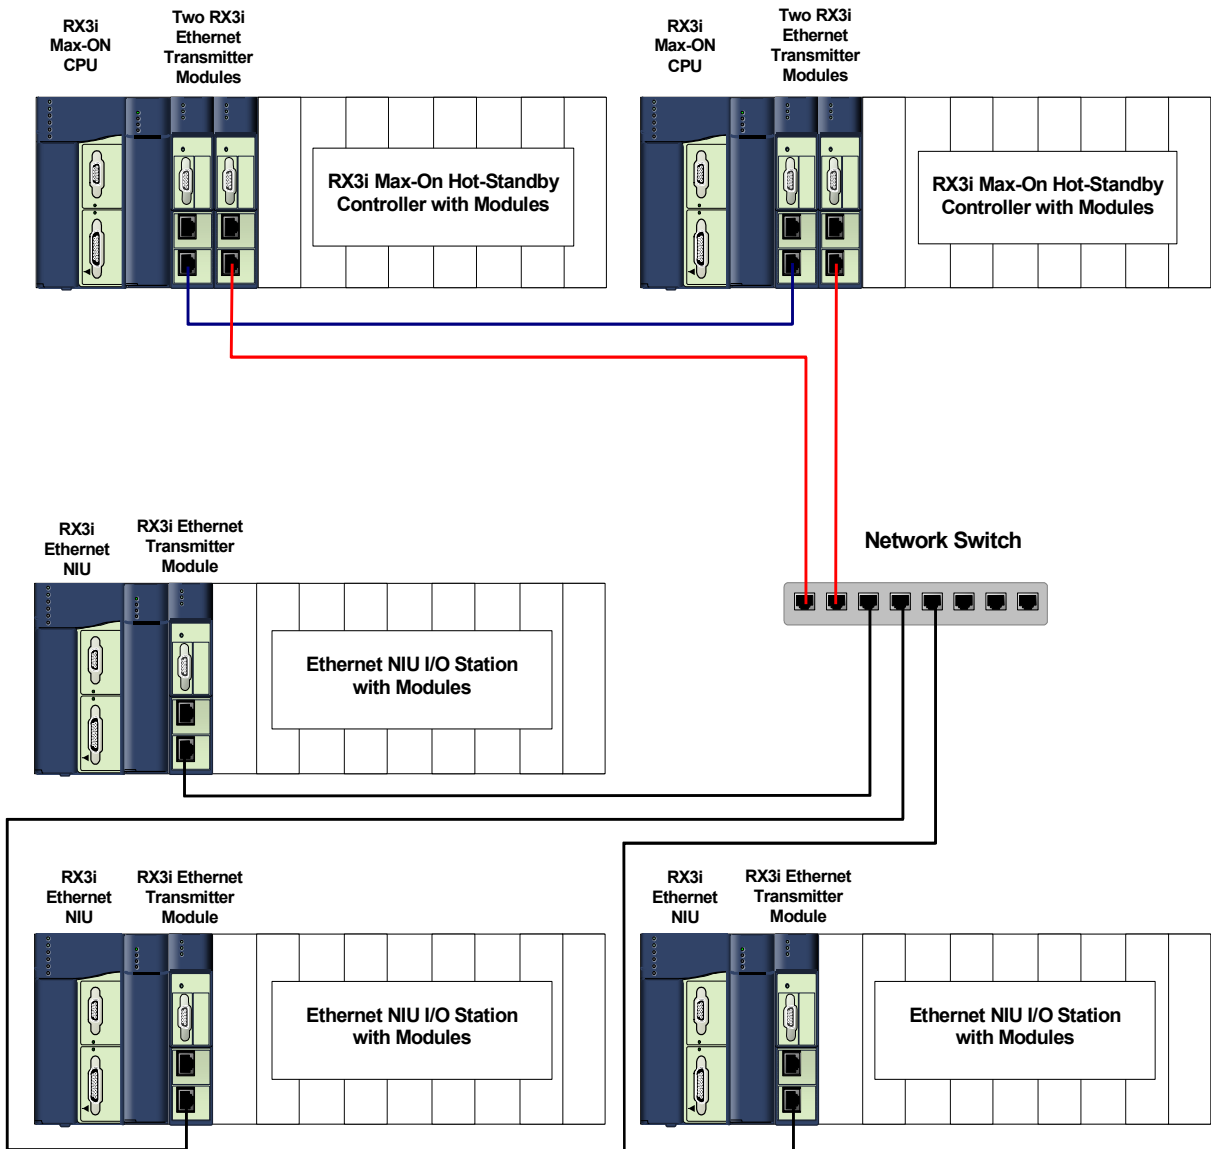 RX3i
Max-ON
CPU
Two RX3i
Ethernet
Transmitter
Modules
RX3i
Max-ON
CPU
Two RX3i
Ethernet
Transmitter
Modules
RX3i Max-On Hot-Standby
Controller with Modules
RX3i Max-On Hot-Standby
Controller with Modules
RX3i
Ethernet
NIU
RX3i Ethernet
Transmitter
Module
Network Switch
Ethernet NIU I/O Station
with Modules
RX3i
Ethernet
NIU
RX3i Ethernet
Transmitter
Module
RX3i
Ethernet
NIU
RX3i Ethernet
Transmitter
Module
Ethernet NIU I/O Station
with Modules
Ethernet NIU I/O Station
with Modules